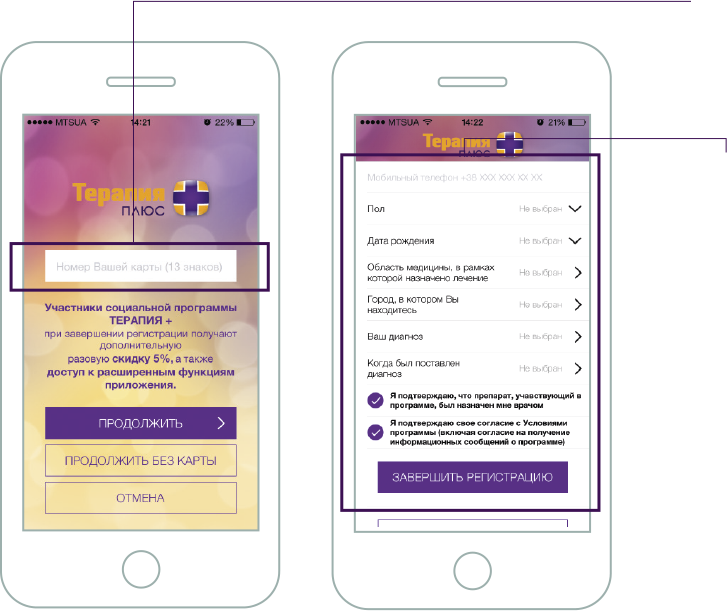 MTSUA 14:21 22%
Терапия
ПЛЮС
Номер Вашей карты (13 знаков)
Участники социальной программы
ТЕРАПИЯ +
при завершении регистрации получают
дополнительную
разовую скидку 5%, а также
доступ к расширенным функциям
приложения.
ПРОДОЛЖИТЬ
ПРОДОЛЖИТЬ БЕЗ КАРТЫ
ОТМЕНА
MTSUA 14:22 21%
Терапия
ПЛЮС
Мобильный телефон +38 XXX XXX XX XX
Пол Не выбран
Дата рождения Не выбран
Область медицины, в рамках
которой назначено лечение Не выбран
Город, в котором Вы
находитесь Не выбран
Ваш диагноз Не выбран
Когда был поставлен
диагноз Не выбран
Я подтверждаю, что препарат, учавствующий в
программе, был назначен мне врачом
Я подтверждаю свое согласие с Условиями
программы (включая согласие на получение
информационных сообщений о программе)
ЗАВЕРШИТЬ РЕГИСТРАЦИЮ